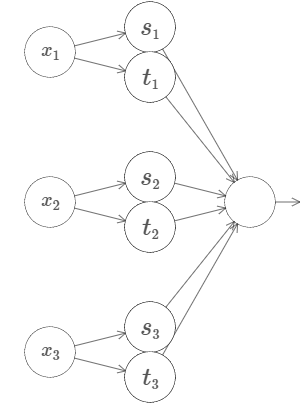 s₁
x₁
t₁
s₂
x₂
t₂
s₃
x₃
t₃